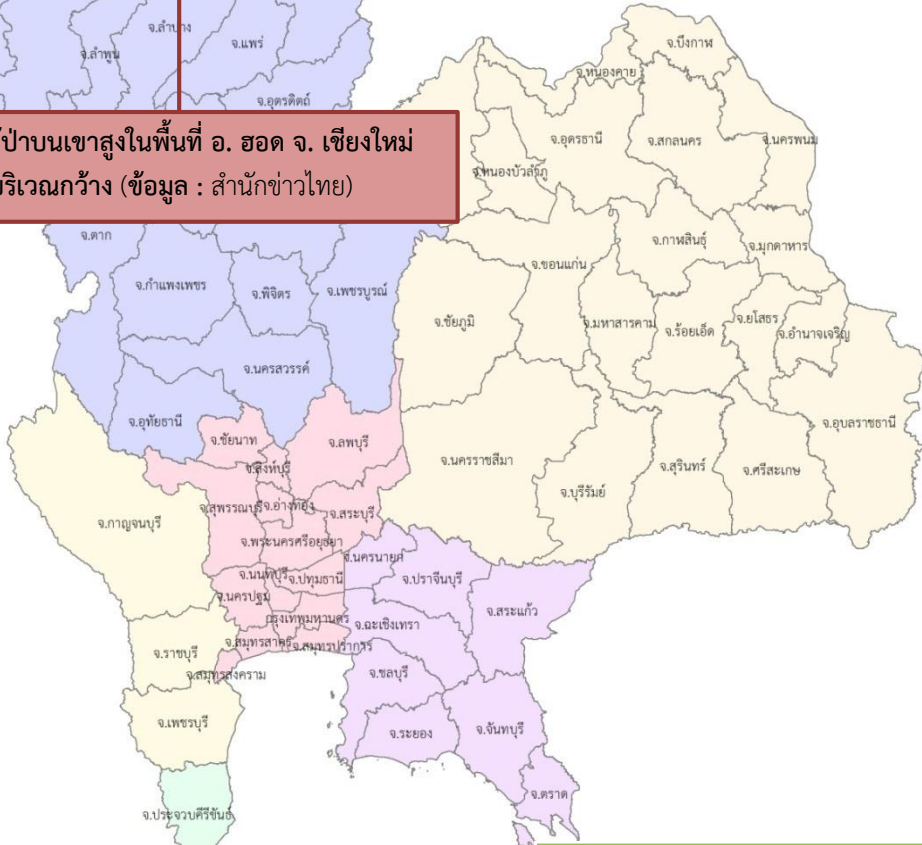 จ.บึงกาฬ
จ.ลำปาง
จ.ลำพูน
จ.แพร่
จ.หนองคาย
จ.อุตรดิตถ์
ป่าบนเขาสูงในพื้นที่ อ. ฮอด จ. เชียงใหม่
บริเวณกว้าง (ข้อมูล : สำนักข่าวไทย)
จ.อุดรธานี
จ.สกลนคร
จ.นครพนม
จ.หนองบัวลำภู
จ.ตาก
จ.กาฬสินธุ์
จ.มุกดาหาร
จ.ขอนแก่น
จ.กำแพงเพชร
จ.พิจิตร
จ.เพชรบูรณ์
จ.ชัยภูมิ
จ.มหาสารคาม
จ.ร้อยเอ็ด
จ.ยโสธร
จ.อำนาจเจริญ
จ.นครสวรรค์
จ.อุทัยธานี
จ.ชัยนาท
จ.ลพบุรี
จ.อุบลราชธานี
จ.สิงห์บุรี
จ.นครราชสีมา
จ.สุรินทร์
จ.ศรีสะเกษ
จ.บุรีรัมย์
จ.กาญจนบุรี
จ.สุพรรณบุรี
จ.อ่างทอง
จ.สระบุรี
จ.พระนครศรีอยุธยา
จ.นครนายก
จ.นนทบุรี
จ.ปทุมธานี
จ.ปราจีนบุรี
จ.นครปฐม
จ.สระแก้ว
กรุงเทพมหานคร
จ.ฉะเชิงเทรา
จ.ราชบุรี
จ.สมุทรสาคร
จ.สมุทรปราการ
จ.สมุทรสงคราม
จ.ชลบุรี
จ.เพชรบุรี
จ.ระยอง
จ.จันทบุรี
จ.ตราด
จ.ประจวบคีรีขันธ์